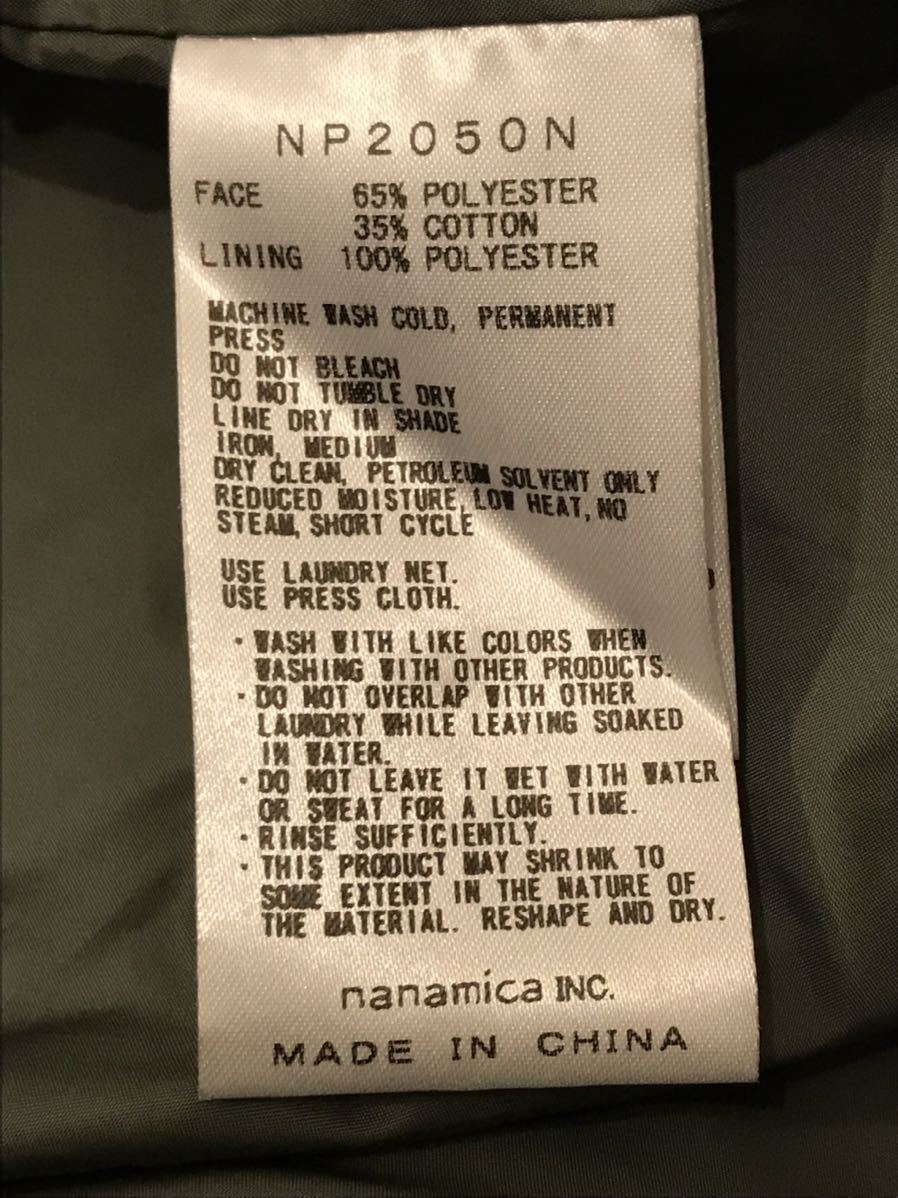 NP2050N
FACE 65% POLYESTER
35% COTTON
LINING 100% POLYESTER
MACHINE WASH COLD, PERMANENT
PRESS
DO NOT BLEACH
DO NOT TUMBLE DRY
LINE DRY IN SHADE
IRON, MEDIUM
DRY CLEAN, PETROLEUM SOLVENT ONLY
REDUCED MOISTURE, LOW HEAT, NO
STEAM, SHORT CYCLE
USE LAUNDRY NET.
USE PRESS CLOTH.
・WASH WITH LIKE COLORS WHEN
WASHING WITH OTHER PRODUCTS.
・DO NOT OVERLAP WITH OTHER
LAUNDRY WHILE LEAVING SOAKED
IN WATER.
・DO NOT LEAVE IT WET WITH WATER
OR SWEAT FOR A LONG TIME.
・RINSE SUFFICIENTLY.
・THIS PRODUCT MAY SHRINK TO
SOME EXTENT IN THE NATURE OF
THE MATERIAL. RESHAPE AND DRY.
nanamica INC.
MADE IN CHINA